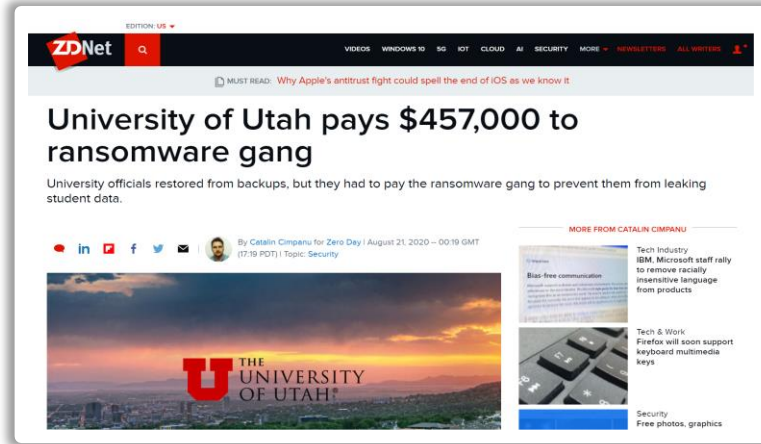 EDITION: US
ZDNet
VIDEOS WINDOWS 10 5G IOT CLOUD AI SECURITY MORE NEWSLETTERS ALL WRITERS
MUST READ: Why Apple's antitrust fight could spell the end of iOS as we know it
University of Utah pays $457,000 to
ransomware gang
University officials restored from backups, but they had to pay the ransomware gang to prevent them from leaking
student data.
in f
By Catalin Cimpanu for Zero Day | August 21, 2020 -- 00:19 GMT
(17:19 PDT) | Topic: Security
THE
UNIVERSITY
OF UTAH®
MORE FROM CATALIN CIMPANU
Bias-free communication
Tech Industry
IBM, Microsoft staff rally
to remove racially
insensitive language
from products
Tech & Work
Firefox will soon support
keyboard multimedia
keys
Security
Free photos, graphics